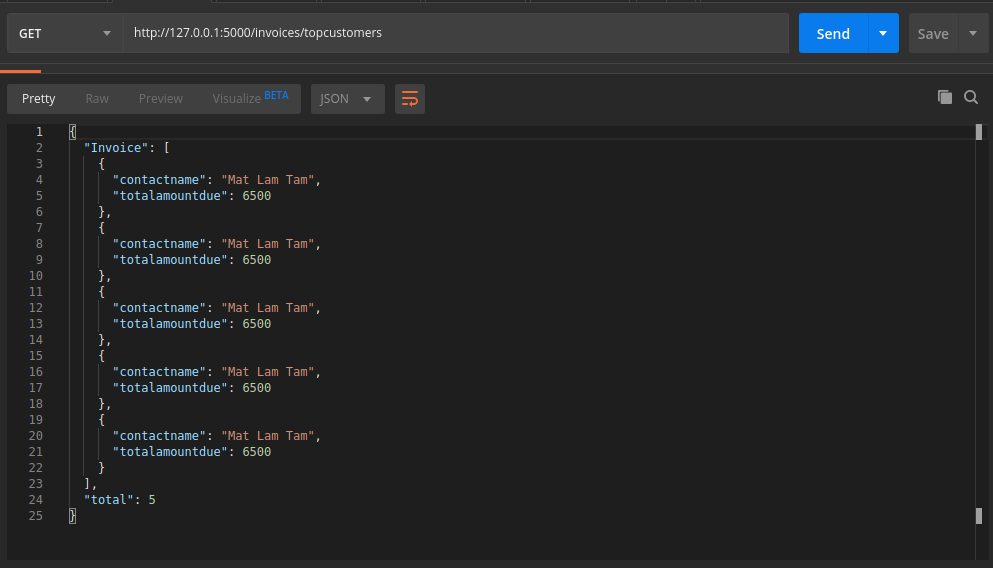 GET http://127.0.0.1:5000/invoices/topcustomers Send Save
Pretty Raw Preview Visualize BETA JSON
1 {
2 "Invoice": [
3 {
4 "contactname": "Mat Lam Tam",
5 "totalamountdue": 6500
6 },
7 {
8 "contactname": "Mat Lam Tam",
9 "totalamountdue": 6500
10 },
11 {
12 "contactname": "Mat Lam Tam",
13 "totalamountdue": 6500
14 },
15 {
16 "contactname": "Mat Lam Tam",
17 "totalamountdue": 6500
18 },
19 {
20 "contactname": "Mat Lam Tam",
21 "totalamountdue": 6500
22 }
23 ],
24 "total": 5
25 }